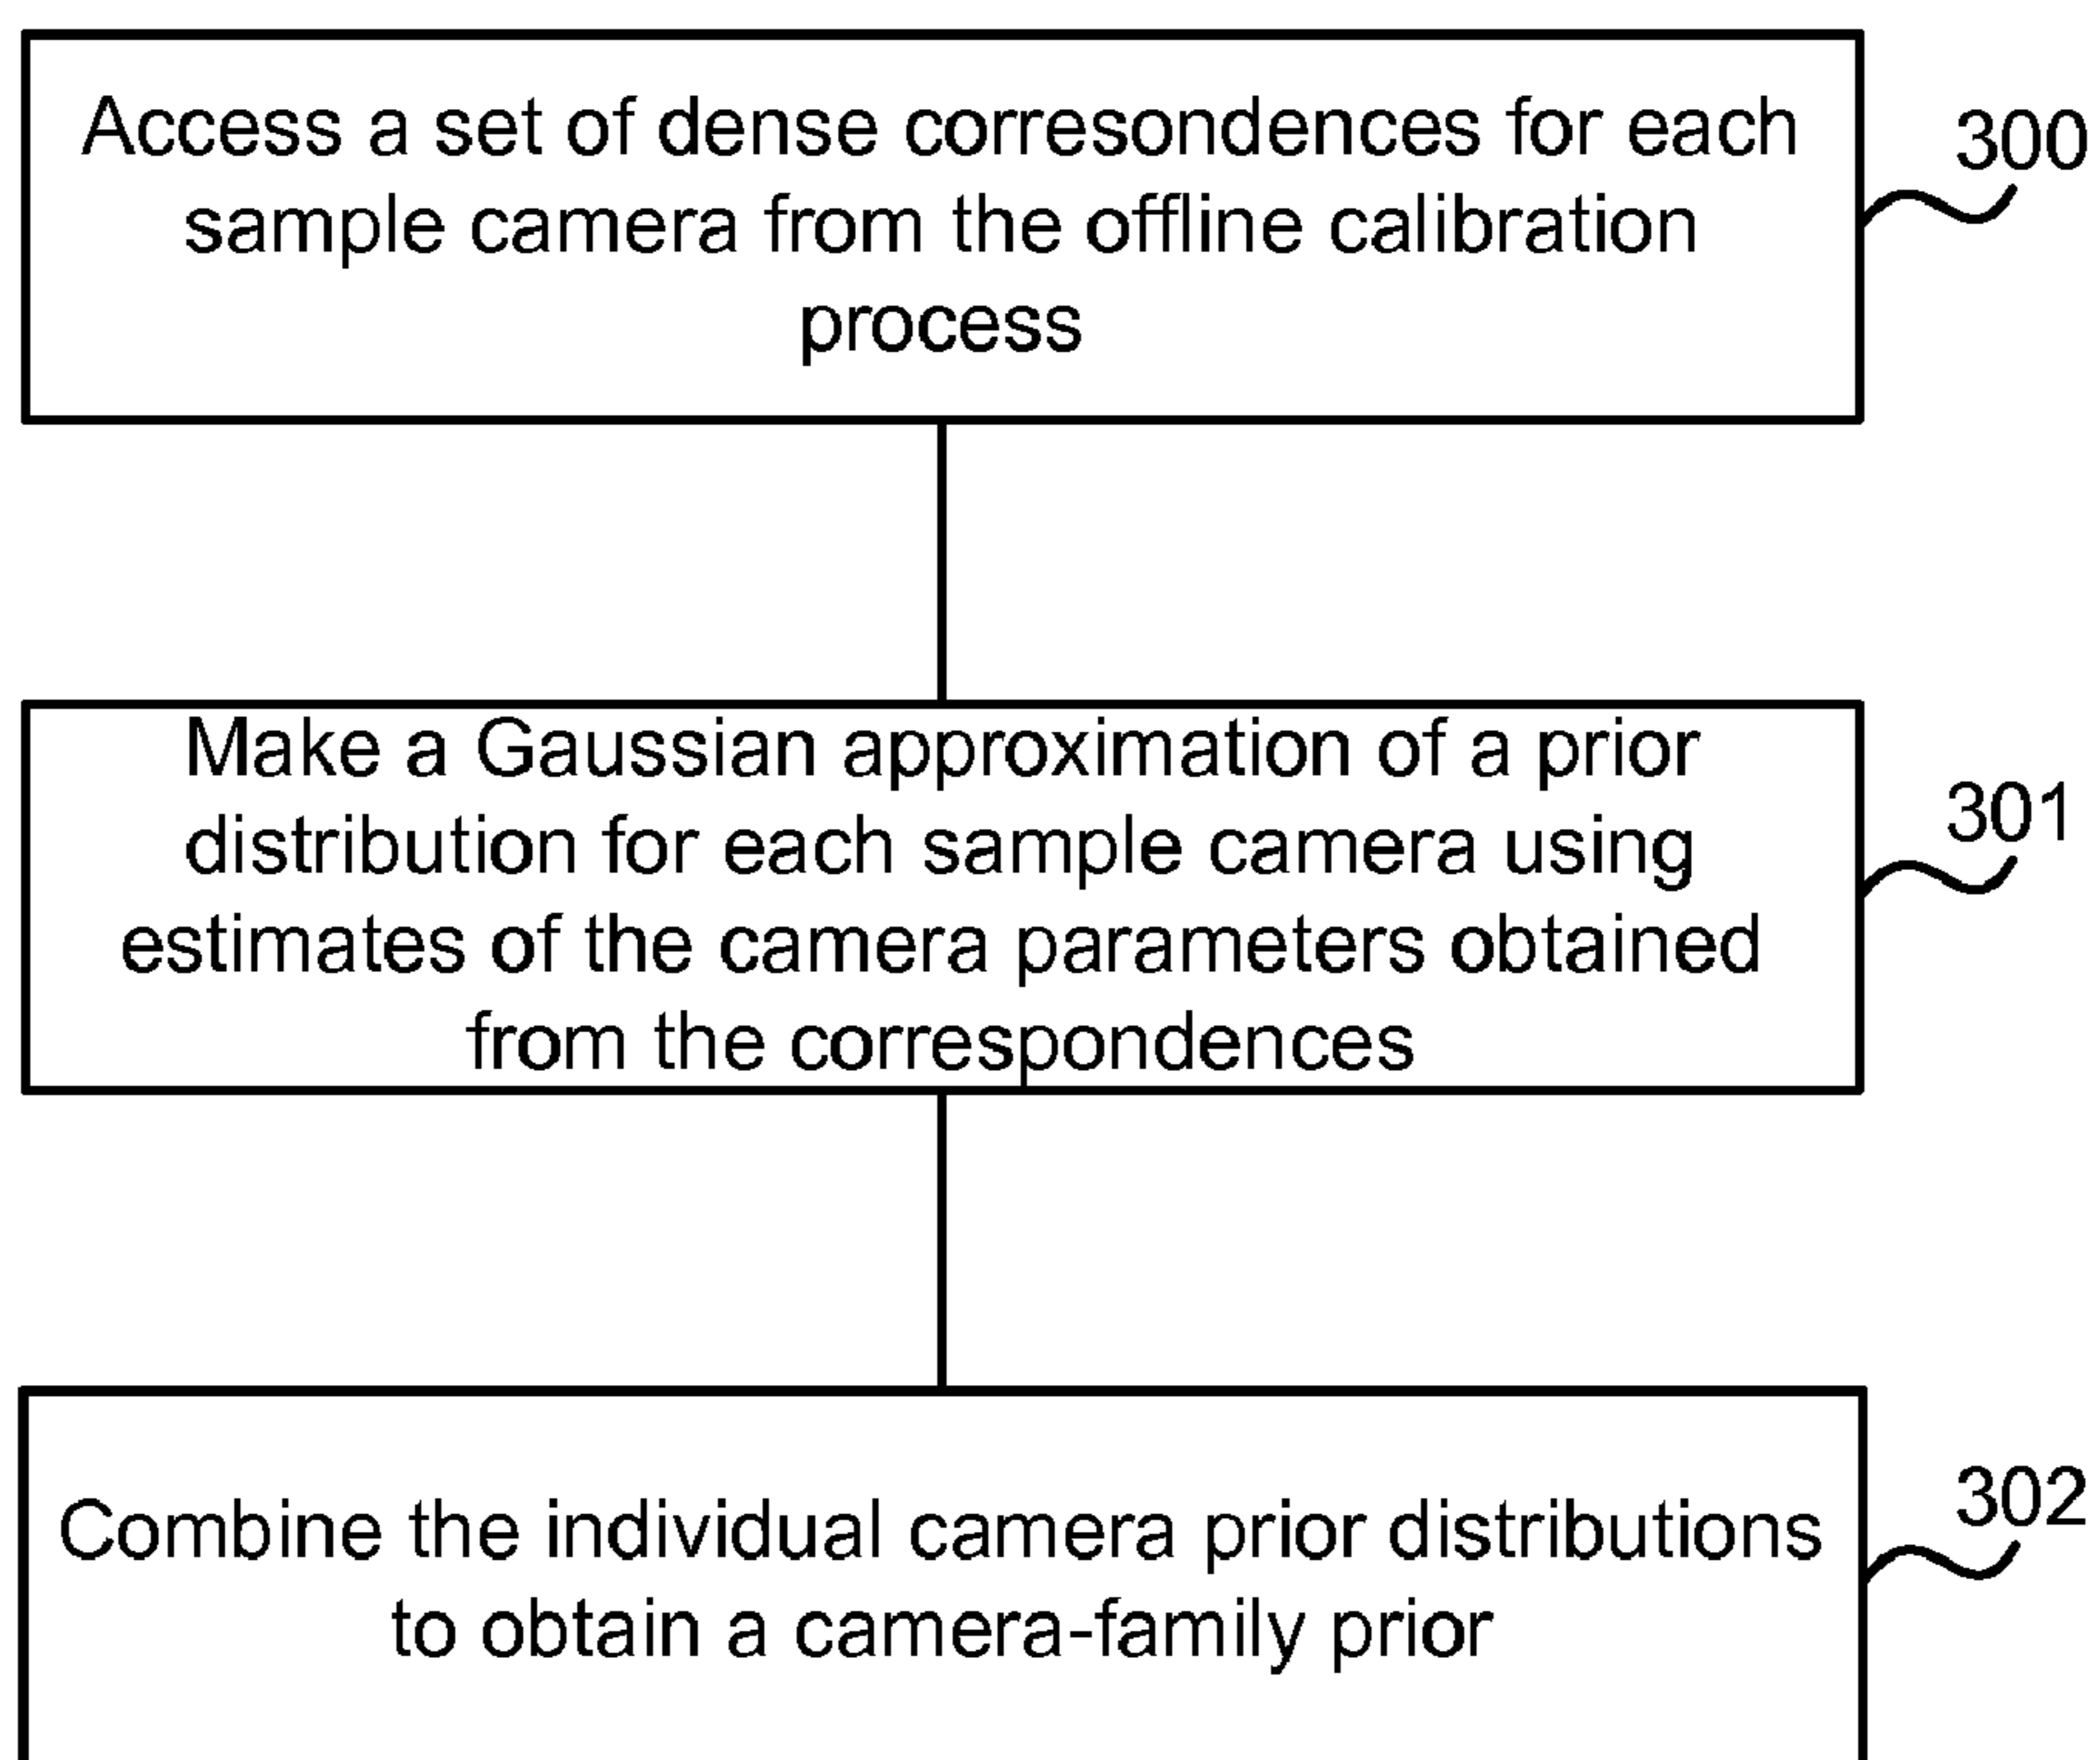 Access a set of dense corresondences for each
sample camera from the offline calibration
process
300
Make a Gaussian approximation of a prior
distribution for each sample camera using
estimates of the camera parameters obtained
from the correspondences
301
Combine the individual camera prior distributions
to obtain a camera-family prior
302